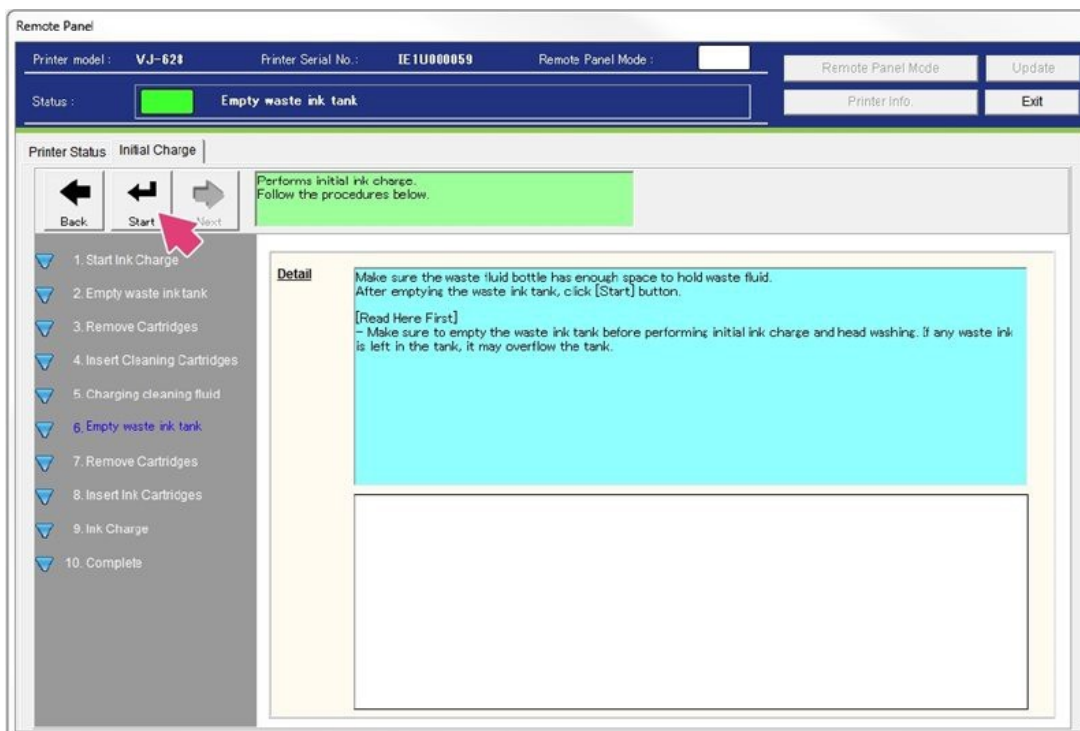 Remote Panel
Printer model : VJ-628 Printer Serial No.: IE1U000059 Remote Panel Mode :
Remote Panel Mode Update
Status : Empty waste ink tank
Printer Info. Exit
Printer Status Initial Charge
Back Start Next
Performs initial ink charge.
Follow the procedures below.
1. Start Ink Charge
2. Empty waste ink tank
3. Remove Cartridges
4. Insert Cleaning Cartridges
5. Charging cleaning fluid
6. Empty waste ink tank
7. Remove Cartridges
8. Insert Ink Cartridges
9. Ink Charge
10. Complete
Detail
Make sure the waste fluid bottle has enough space to hold waste fluid.
After emptying the waste ink tank, click [Start] button.
[Read Here First]
- Make sure to empty the waste ink tank before performing initial ink charge and head washing. If any waste ink
is left in the tank, it may overflow the tank.